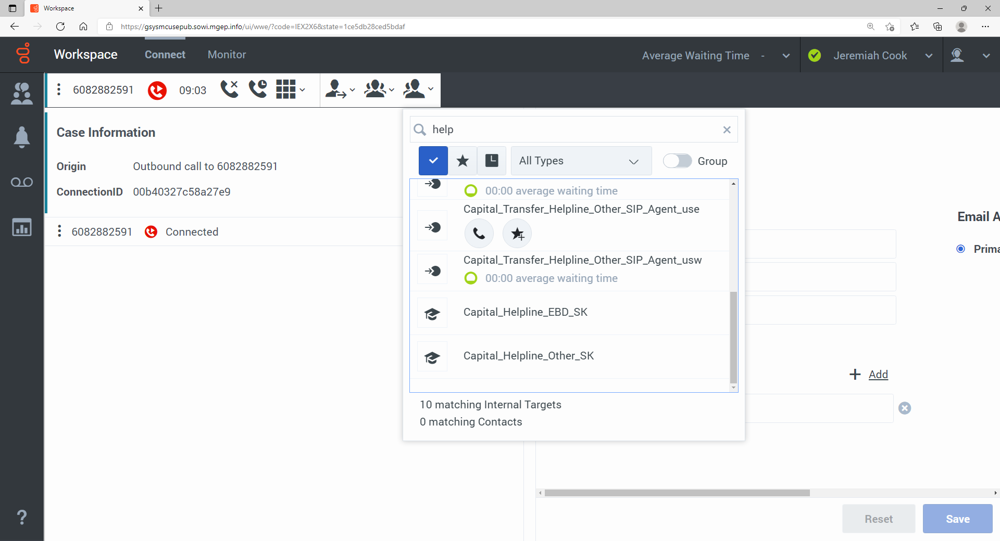 Workspace
https://gsysmcusepub.sowi.mgep.info/ui/wwe/?code=IEX2X6&state=1ce5db28ced5bdaf
Workspace
Connect
Monitor
Average Waiting Time -
Jeremiah Cook
6082882591
09:03
Case Information
Origin
Outbound call to 6082882591
ConnectionID
00b40327c58a27e9
6082882591
Connected
help
All Types
Group
00:00 average waiting time
Capital_Transfer_Helpline_Other_SIP_Agent_use
Capital_Transfer_Helpline_Other_SIP_Agent_usw
00:00 average waiting time
Capital_Helpline_EBD_SK
Capital_Helpline_Other_SK
10 matching Internal Targets
0 matching Contacts
Email A
Prima
+ Add
Reset
Save
?